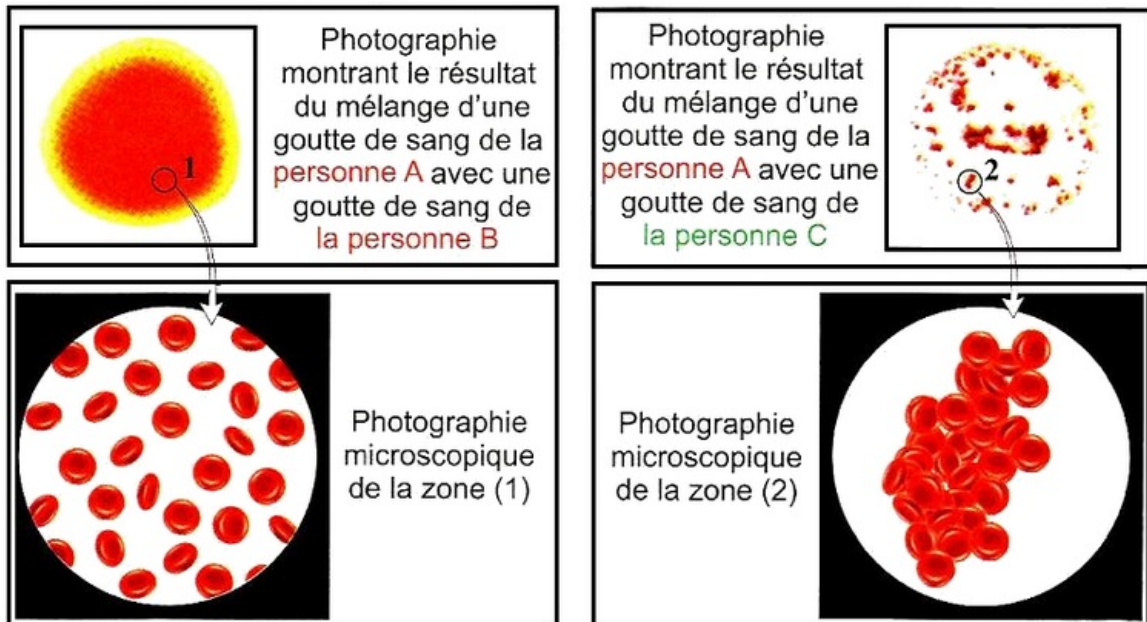 Photographie
montrant le résultat
du mélange d'une
goutte de sang de la
personne A avec une
goutte de sang de
la personne B
1
Photographie
montrant le résultat
du mélange d'une
goutte de sang de la
personne A avec une
goutte de sang de
la personne C
2
Photographie
microscopique
de la zone (1)
Photographie
microscopique
de la zone (2)